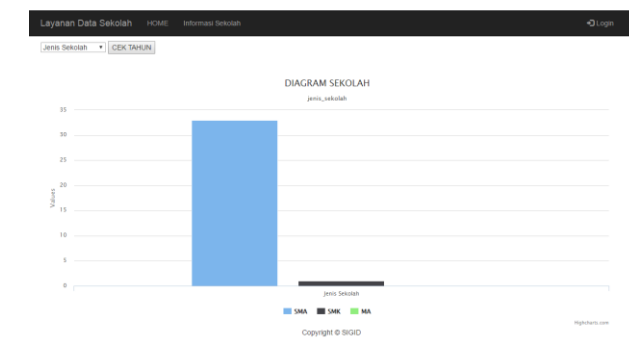 Layanan Data Sekolah HOME Informasi Sekolah Login
Jenis Sekolah CEK TAHUN
DIAGRAM SEKOLAH
jenis_sekolah
35
30
25
20
15
10
5
0
Values
jenis Sekolah
SMA SMK MA
Highcharts.com
Copyright © SIGID